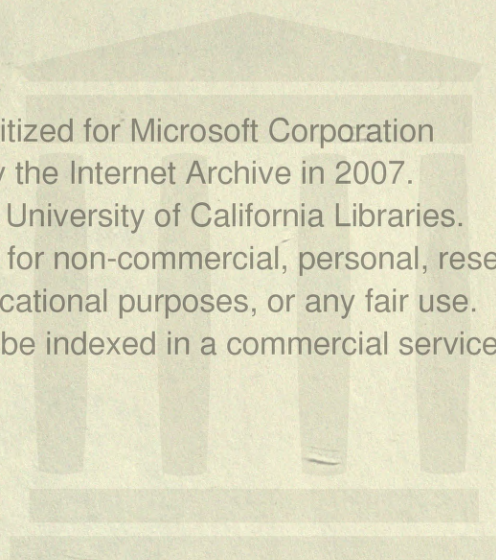 itized for Microsoft Corporation
the Internet Archive in 2007.
University of California Libraries.
for non-commercial, personal, rese
cational purposes, or any fair use.
be indexed in a commercial service